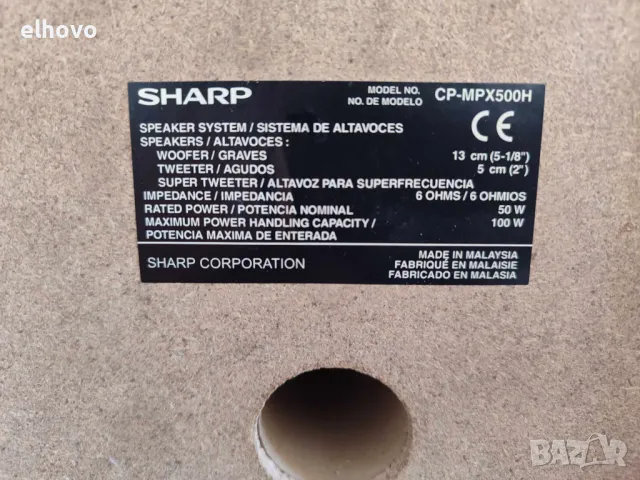 elhovo
SHARP
MODEL NO.
NO. DE MODELO
CP-MPX500H
CE
SPEAKER SYSTEM / SISTEMA DE ALTAVOCES
SPEAKERS / ALTAVOCES :
WOOFER / GRAVES 13 cm (5-1/8")
TWEETER / AGUDOS 5 cm (2")
SUPER TWEETER / ALTAVOZ PARA SUPERFRECUENCIA
IMPEDANCE / IMPEDANCIA 6 OHMS / 6 OHMIOS
RATED POWER / POTENCIA NOMINAL 50 W
MAXIMUM POWER HANDLING CAPACITY / 100 W
POTENCIA MAXIMA DE ENTERADA
SHARP CORPORATION
MADE IN MALAYSIA
FABRIQUÉ EN MALAISIE
FABRICADO EN MALASIA
BAZAR